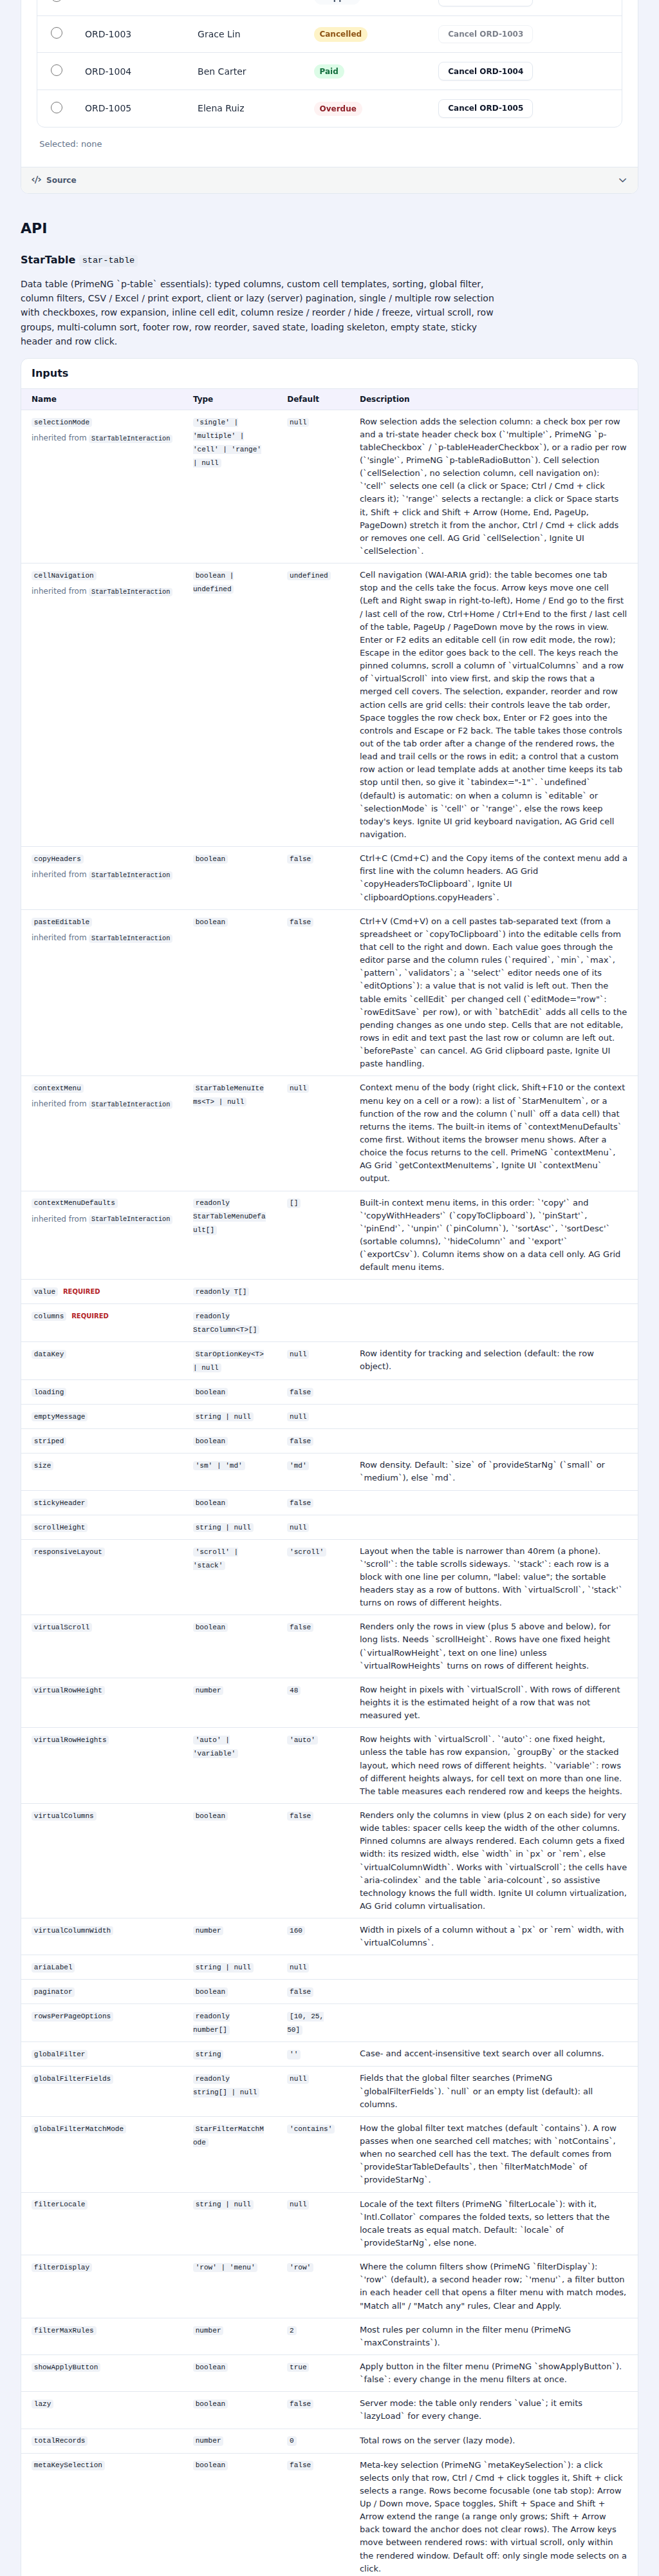 ORD-1003 Grace Lin Cancelled Cancel ORD-1003
ORD-1004 Ben Carter Paid Cancel ORD-1004
ORD-1005 Elena Ruiz Overdue Cancel ORD-1005
Selected: none
</> Source
API
StarTable star-table
Data table (PrimeNG `p-table` essentials): typed columns, custom cell templates, sorting, global filter,
column filters, CSV / Excel / print export, client or lazy (server) pagination, single / multiple row selection
with checkboxes, row expansion, inline cell edit, column resize / reorder / hide / freeze, virtual scroll, row
groups, multi-column sort, footer row, row reorder, saved state, loading skeleton, empty state, sticky
header and row click.
Inputs
Name Type Default Description
selectionMode
inherited from StarTableInteraction
'single' |
'multiple' |
'cell' | 'range'
| null
null
Row selection adds the selection column: a check box per row
and a tri-state header check box (`'multiple'`, PrimeNG `p-
tableCheckbox` / `p-tableHeaderCheckbox`), or a radio per row
(`'single'`, PrimeNG `p-tableRadioButton`). Cell selection
(`cellSelection`, no selection column, cell navigation on):
`'cell'` selects one cell (a click or Space; Ctrl / Cmd + click
clears it); `'range'` selects a rectangle: a click or Space starts
it, Shift + click and Shift + Arrow (Home, End, PageUp,
PageDown) stretch it from the anchor, Ctrl / Cmd + click adds
or removes one cell. AG Grid `cellSelection`, Ignite UI
`cellSelection`.
cellNavigation
inherited from StarTableInteraction
boolean |
undefined
undefined
Cell navigation (WAI-ARIA grid): the table becomes one tab
stop and the cells take the focus. Arrow keys move one cell
(Left and Right swap in right-to-left), Home / End go to the first
/ last cell of the row, Ctrl+Home / Ctrl+End to the first / last cell
of the table, PageUp / PageDown move by the rows in view.
Enter or F2 edits an editable cell (in row edit mode, the row);
Escape in the editor goes back to the cell. The keys reach the
pinned columns, scroll a column of `virtualColumns` and a row
of `virtualScroll` into view first, and skip the rows that a
merged cell covers. The selection, expander, reorder and row
action cells are grid cells: their controls leave the tab order,
Space toggles the row check box, Enter or F2 goes into the
controls and Escape or F2 back. The table takes those controls
out of the tab order after a change of the rendered rows, the
lead and trail cells or the rows in edit; a control that a custom
row action or lead template adds at another time keeps its tab
stop until then, so give it `tabindex="-1"`. `undefined`
(default) is automatic: on when a column is `editable` or
`selectionMode` is `'cell'` or `'range'`, else the rows keep
today's keys. Ignite UI grid keyboard navigation, AG Grid cell
navigation.
copyHeaders
inherited from StarTableInteraction
boolean
false
Ctrl+C (Cmd+C) and the Copy items of the context menu add a
first line with the column headers. AG Grid
`copyHeadersToClipboard`, Ignite UI
`clipboardOptions.copyHeaders`.
pasteEditable
inherited from StarTableInteraction
boolean
false
Ctrl+V (Cmd+V) on a cell pastes tab-separated text (from a
spreadsheet or `copyToClipboard`) into the editable cells from
that cell to the right and down. Each value goes through the
editor parse and the column rules (`required`, `min`, `max`,
`pattern`, `validators`; a `'select'` editor needs one of its
`editOptions`): a value that is not valid is left out. Then the
table emits `cellEdit` per changed cell (`editMode="row"`:
`rowEditSave` per row), or with `batchEdit` adds all cells to the
pending changes as one undo step. Cells that are not editable,
rows in edit and text past the last row or column are left out.
`beforePaste` can cancel. AG Grid clipboard paste, Ignite UI
paste handling.
contextMenu
inherited from StarTableInteraction
StarTableMenuIte
ms<T> | null
null
Context menu of the body (right click, Shift+F10 or the context
menu key on a cell or a row): a list of `StarMenuItem`, or a
function of the row and the column (`null` off a data cell) that
returns the items. The built-in items of `contextMenuDefaults`
come first. Without items the browser menu shows. After a
choice the focus returns to the cell. PrimeNG `contextMenu`,
AG Grid `getContextMenuItems`, Ignite UI `contextMenu`
output.
contextMenuDefaults
inherited from StarTableInteraction
readonly
StarTableMenuDefa
ult[]
[]
Built-in context menu items, in this order: `'copy'` and
`'copyWithHeaders'` (`copyToClipboard`), `'pinStart'`,
`'pinEnd'`, `'unpin'` (`pinColumn`), `'sortAsc'`, `'sortDesc'`
(sortable columns), `'hideColumn'` and `'export'`
(`exportCsv`). Column items show on a data cell only. AG Grid
default menu items.
value REQUIRED readonly T[]
columns REQUIRED readonly
StarColumn<T>[]
dataKey
StarOptionKey<T>
| null
null
Row identity for tracking and selection (default: the row
object).
loading boolean false
emptyMessage string | null null
striped boolean false
size 'sm' | 'md' 'md'
Row density. Default: `size` of `provideStarNg` (`small` or
`medium`), else `md`.
stickyHeader boolean false
scrollHeight string | null null
responsiveLayout
'scroll' |
'stack'
'scroll'
Layout when the table is narrower than 40rem (a phone).
`'scroll'`: the table scrolls sideways. `'stack'`: each row is a
block with one line per column, "label: value"; the sortable
headers stay as a row of buttons. With `virtualScroll`, `'stack'`
turns on rows of different heights.
virtualScroll boolean false
Renders only the rows in view (plus 5 above and below), for
long lists. Needs `scrollHeight`. Rows have one fixed height
(`virtualRowHeight`, text on one line) unless
`virtualRowHeights` turns on rows of different heights.
virtualRowHeight number 48
Row height in pixels with `virtualScroll`. With rows of different
heights it is the estimated height of a row that was not
measured yet.
virtualRowHeights
'auto' |
'variable'
'auto'
Row heights with `virtualScroll`. `'auto'`: one fixed height,
unless the table has row expansion, `groupBy` or the stacked
layout, which need rows of different heights. `'variable'`: rows
of different heights always, for cell text on more than one line.
The table measures each rendered row and keeps the heights.
virtualColumns boolean false
Renders only the columns in view (plus 2 on each side) for very
wide tables: spacer cells keep the width of the other columns.
Pinned columns are always rendered. Each column gets a fixed
width: its resized width, else `width` in `px` or `rem`, else
`virtualColumnWidth`. Works with `virtualScroll`; the cells have
`aria-colindex` and the table `aria-colcount`, so assistive
technology knows the full width. Ignite UI column virtualization,
AG Grid column virtualisation.
virtualColumnWidth number 160
Width in pixels of a column without a `px` or `rem` width, with
`virtualColumns`.
ariaLabel string | null null
paginator boolean false
rowsPerPageOptions
readonly
number[]
[10, 25,
50]
globalFilter string '' Case- and accent-insensitive text search over all columns.
globalFilterFields
readonly
string[] | null
null
Fields that the global filter searches (PrimeNG
`globalFilterFields`). `null` or an empty list (default): all
columns.
globalFilterMatchMode
StarFilterMatchM
ode
'contains'
How the global filter text matches (default `contains`). A row
passes when one searched cell matches; with `notContains`,
when no searched cell has the text. The default comes from
`provideStarTableDefaults`, then `filterMatchMode` of
`provideStarNg`.
filterLocale string | null null
Locale of the text filters (PrimeNG `filterLocale`): with it,
`Intl.Collator` compares the folded texts, so letters that the
locale treats as equal match. Default: `locale` of
`provideStarNg`, else none.
filterDisplay 'row' | 'menu' 'row'
Where the column filters show (PrimeNG `filterDisplay`):
`'row'` (default), a second header row; `'menu'`, a filter button
in each header cell that opens a filter menu with match modes,
"Match all" / "Match any" rules, Clear and Apply.
filterMaxRules number 2
Most rules per column in the filter menu (PrimeNG
`maxConstraints`).
showApplyButton boolean true
Apply button in the filter menu (PrimeNG `showApplyButton`).
`false`: every change in the menu filters at once.
lazy boolean false
Server mode: the table only renders `value`; it emits
`lazyLoad` for every change.
totalRecords number 0 Total rows on the server (lazy mode).
metaKeySelection boolean false
Meta-key selection (PrimeNG `metaKeySelection`): a click
selects only that row, Ctrl / Cmd + click toggles it, Shift + click
selects a range. Rows become focusable (one tab stop): Arrow
Up / Down move, Space toggles, Shift + Space and Shift +
Arrow extend the range (a range only grows; Shift + Arrow
back toward the anchor does not clear rows). The Arrow keys
move between rendered rows: with virtual scroll, only within
the rendered window. Default off: only single mode selects on a
click.